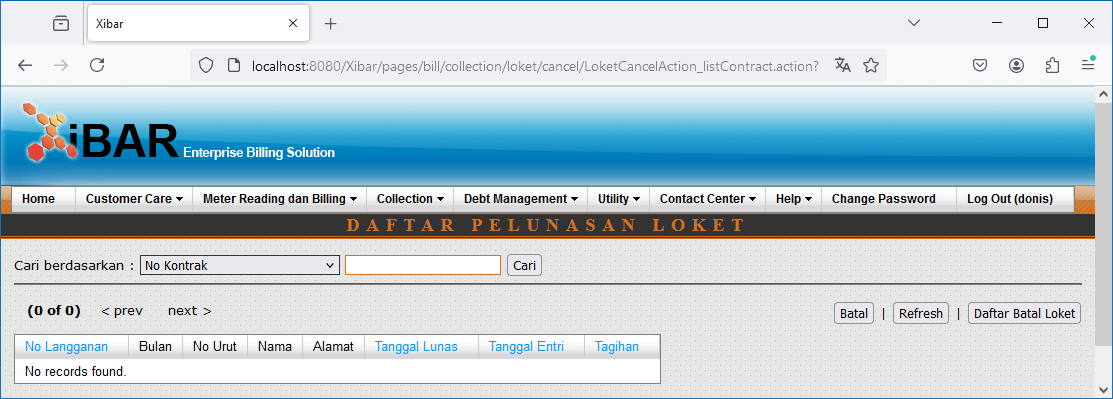 Xibar
localhost:8080/Xibar/pages/bill/collection/loket/cancel/LoketCancelAction_listContract.action?
iBAR Enterprise Billing Solution
Home Customer Care Meter Reading dan Billing Collection Debt Management Utility Contact Center Help Change Password Log Out (donis)
DAFTAR PELUNASAN LOKET
Cari berdasarkan : No Kontrak Cari
(0 of 0) < prev next > Batal | Refresh | Daftar Batal Loket
No Langganan Bulan No Urut Nama Alamat Tanggal Lunas Tanggal Entri Tagihan
No records found.